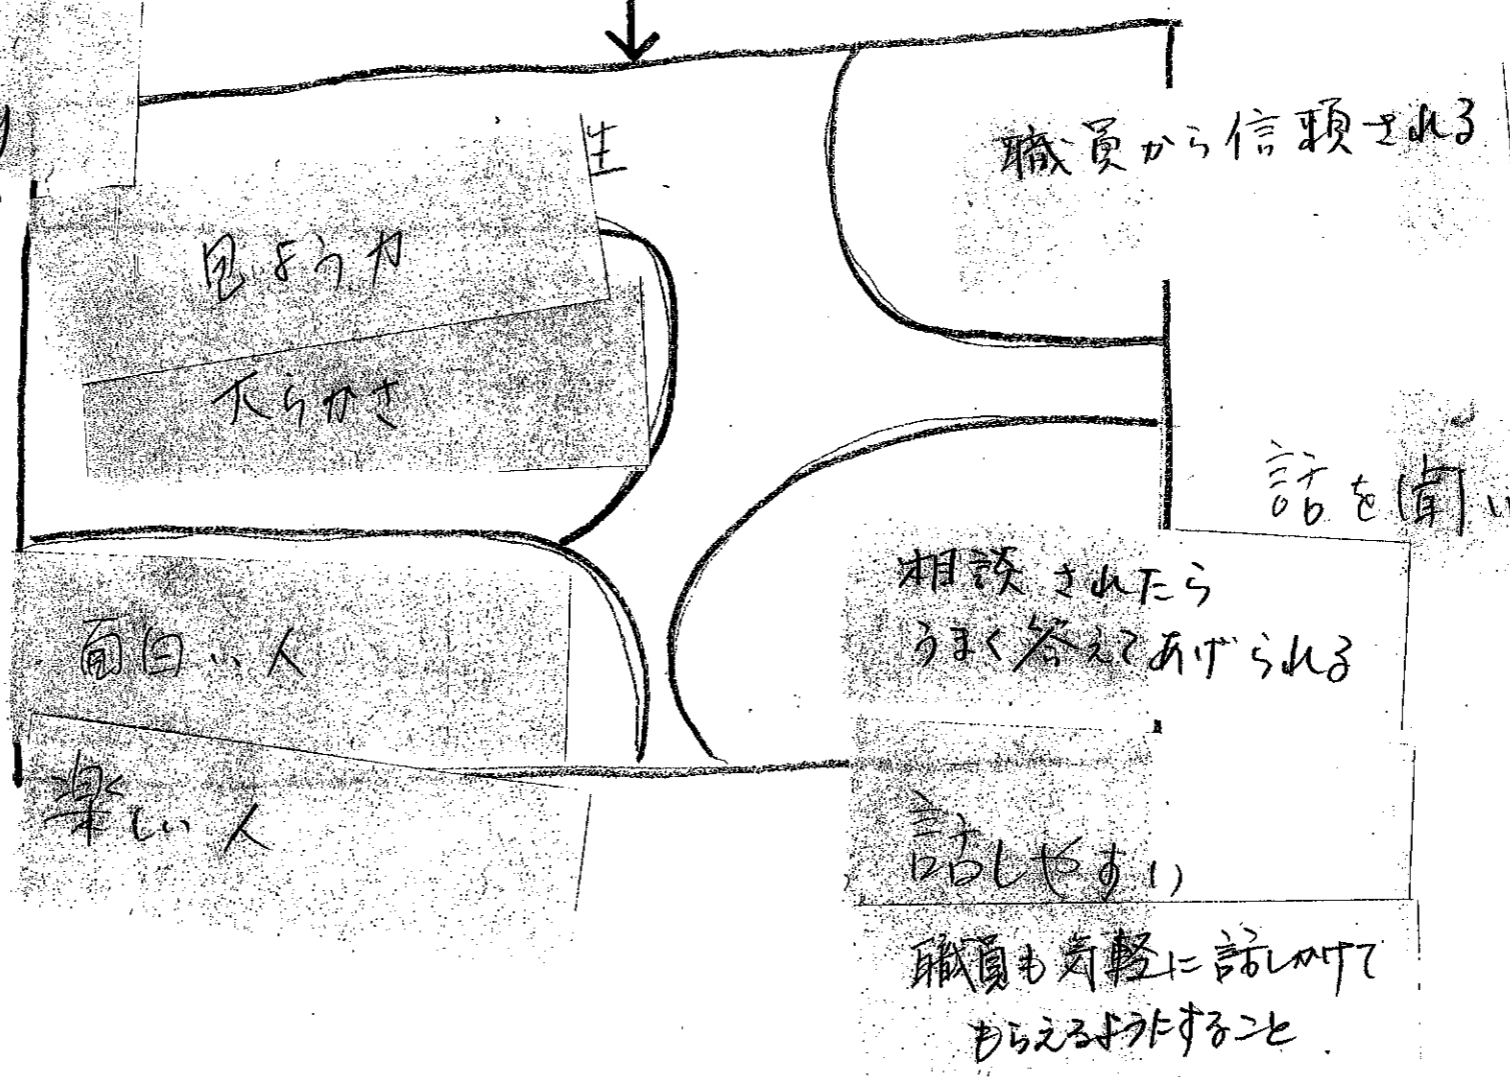 生
職員から信頼される
包よう力
大らかさ
話を聞い
相談されたら
うまく答えてあげられる
面白い人
楽しい人
話しやすい
職員も気軽に話しかけて
もらえるようにすること